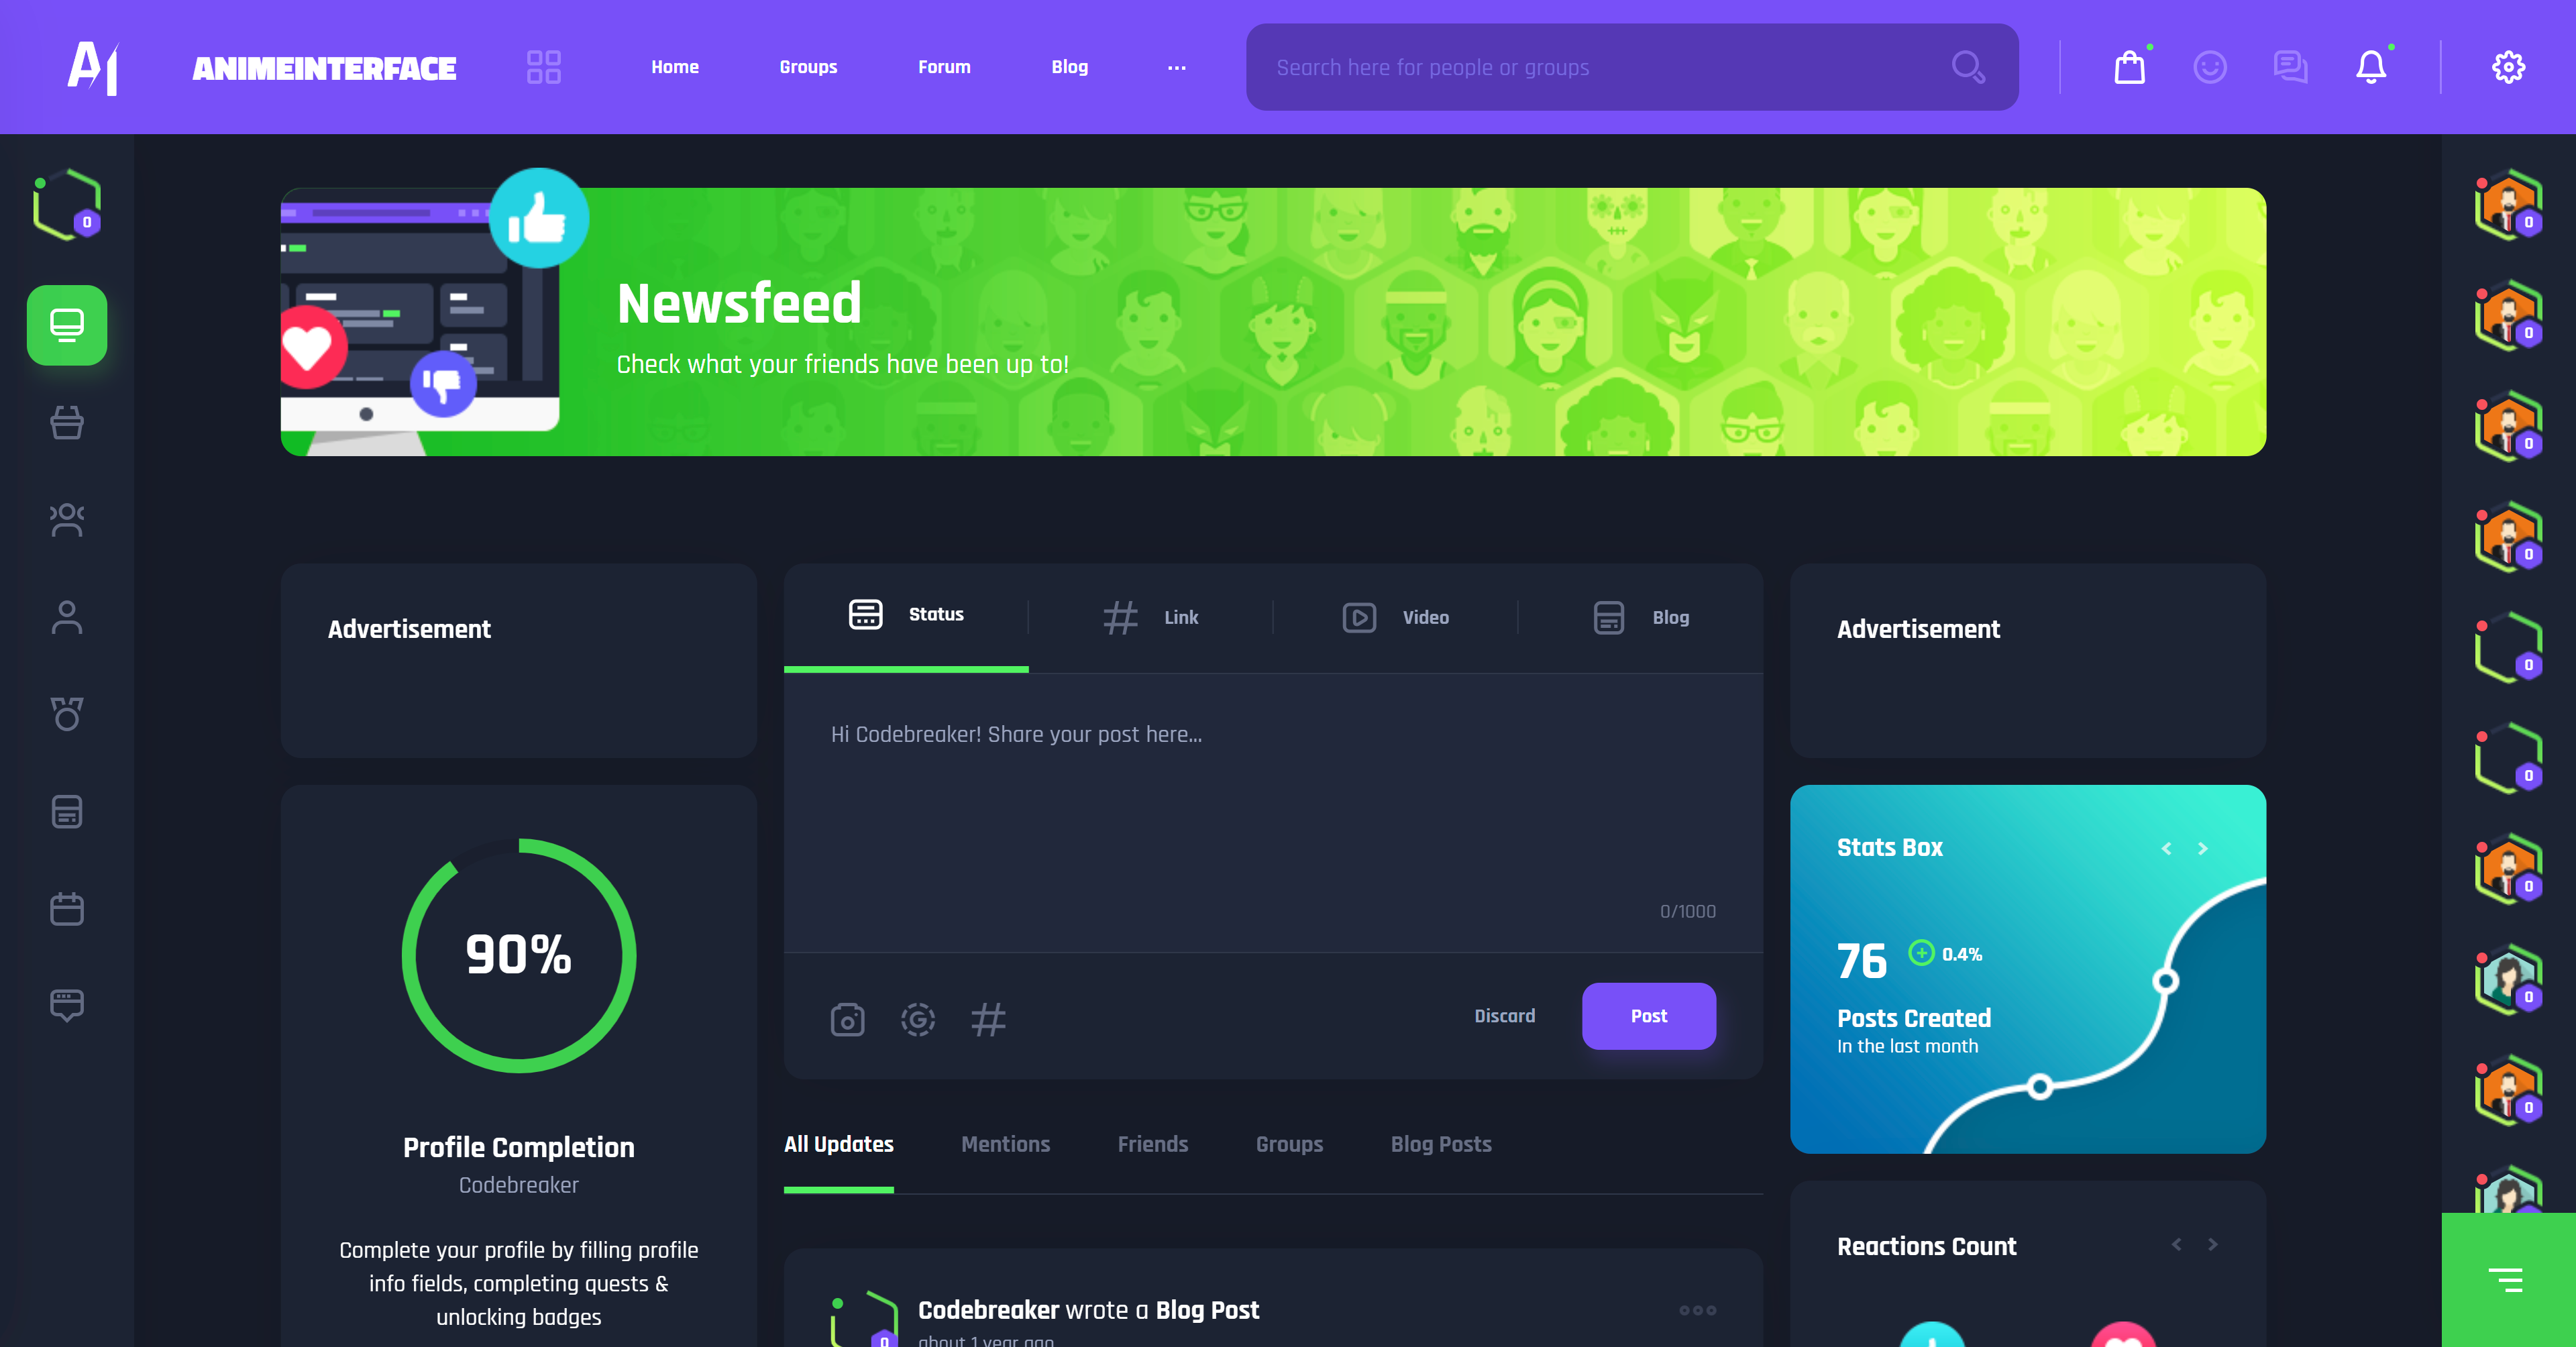 AI
ANIMEINTERFACE
Home
Groups
Forum
Blog
...
Search here for people or groups
0
0
0
0
0
0
0
0
0
0
Newsfeed
Check what your friends have been up to!
Advertisement
90%
Profile Completion
Codebreaker
Complete your profile by filling profile
info fields, completing quests &
unlocking badges
Status
Link
Video
Blog
Hi Codebreaker! Share your post here...
0/1000
Discard
Post
All Updates
Mentions
Friends
Groups
Blog Posts
0
Codebreaker wrote a Blog Post
about 1 year ago
Advertisement
Stats Box
76
0.4%
Posts Created
In the last month
Reactions Count